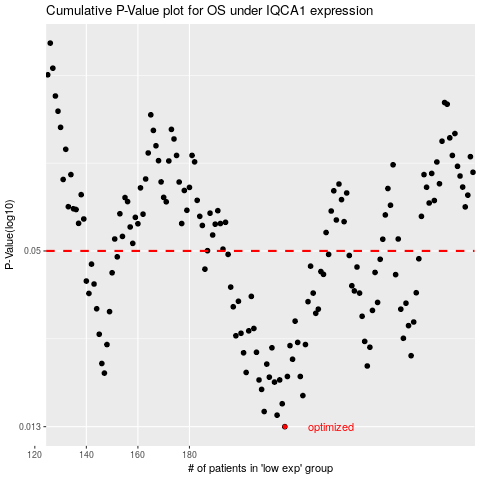 Cumulative P-Value plot for OS under IQCA1 expression
P-Value(log10)
0.05
0.013
optimized
120 140 160 180
# of patients in 'low exp' group